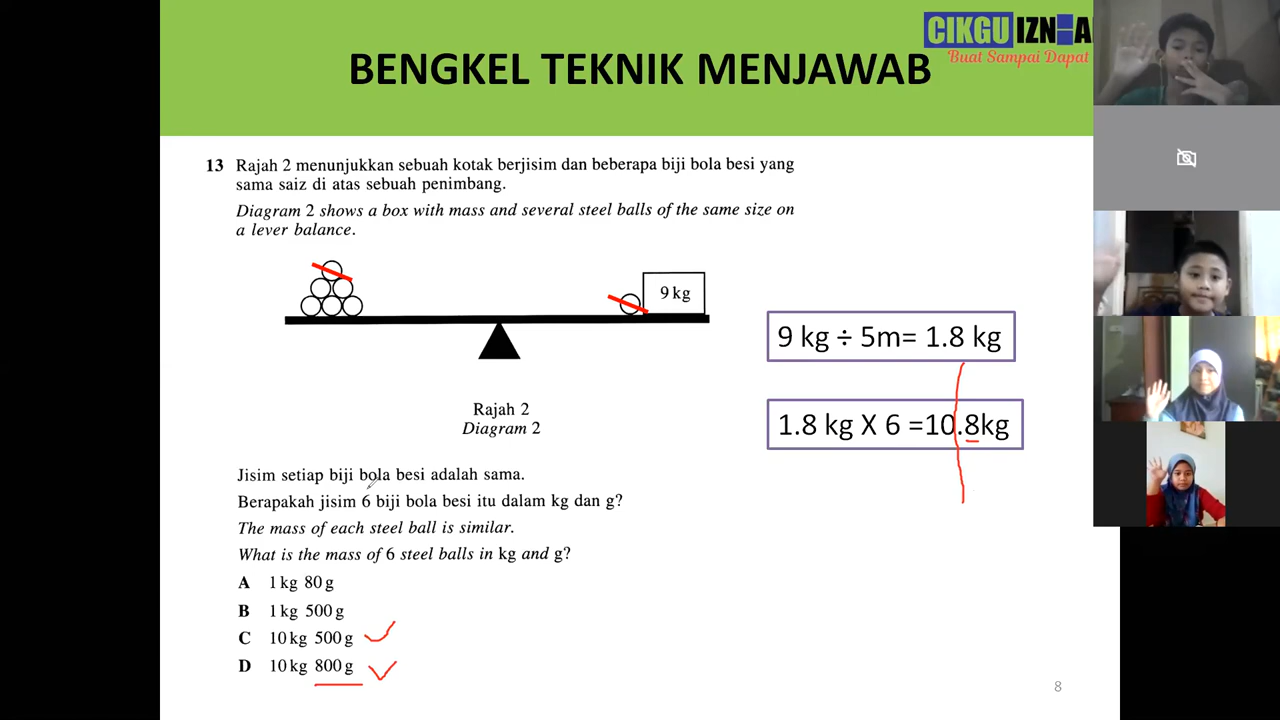 CIKGU IZN
Buat Sampai Dapat
BENGKEL TEKNIK MENJAWAB
13 Rajah 2 menunjukkan sebuah kotak berjisim dan beberapa biji bola besi yang
sama saiz di atas sebuah penimbang.
Diagram 2 shows a box with mass and several steel balls of the same size on
a lever balance.
9 kg
9 kg ÷ 5m= 1.8 kg
1.8 kg X 6 =10.8kg
Rajah 2
Diagram 2
Jisim setiap biji bola besi adalah sama.
Berapakah jisim 6 biji bola besi itu dalam kg dan g?
The mass of each steel ball is similar.
What is the mass of 6 steel balls in kg and g?
A 1 kg 80 g
B 1 kg 500 g
C 10 kg 500 g
D 10 kg 800 g
8